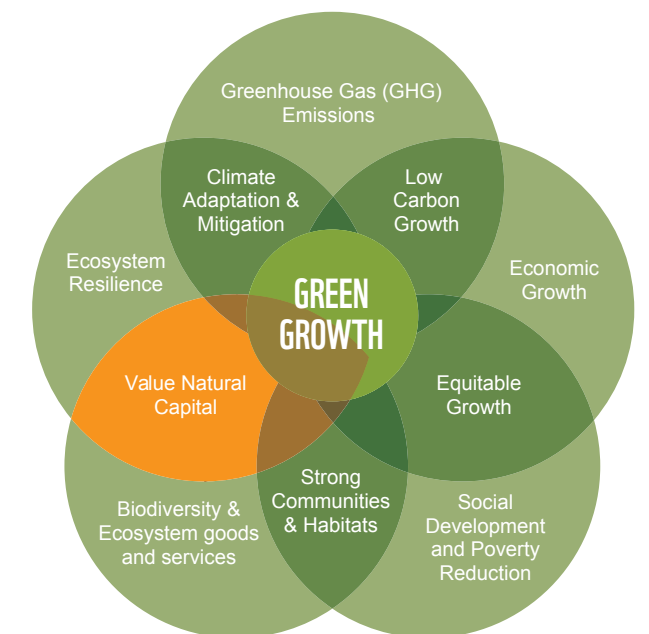 Greenhouse Gas (GHG)
Emissions
Climate
Adaptation &
Mitigation
Low
Carbon
Growth
Ecosystem
Resilience
GREEN
GROWTH
Economic
Growth
Value Natural
Capital
Equitable
Growth
Strong
Communities
& Habitats
Biodiversity &
Ecosystem goods
and services
Social
Development
and Poverty
Reduction